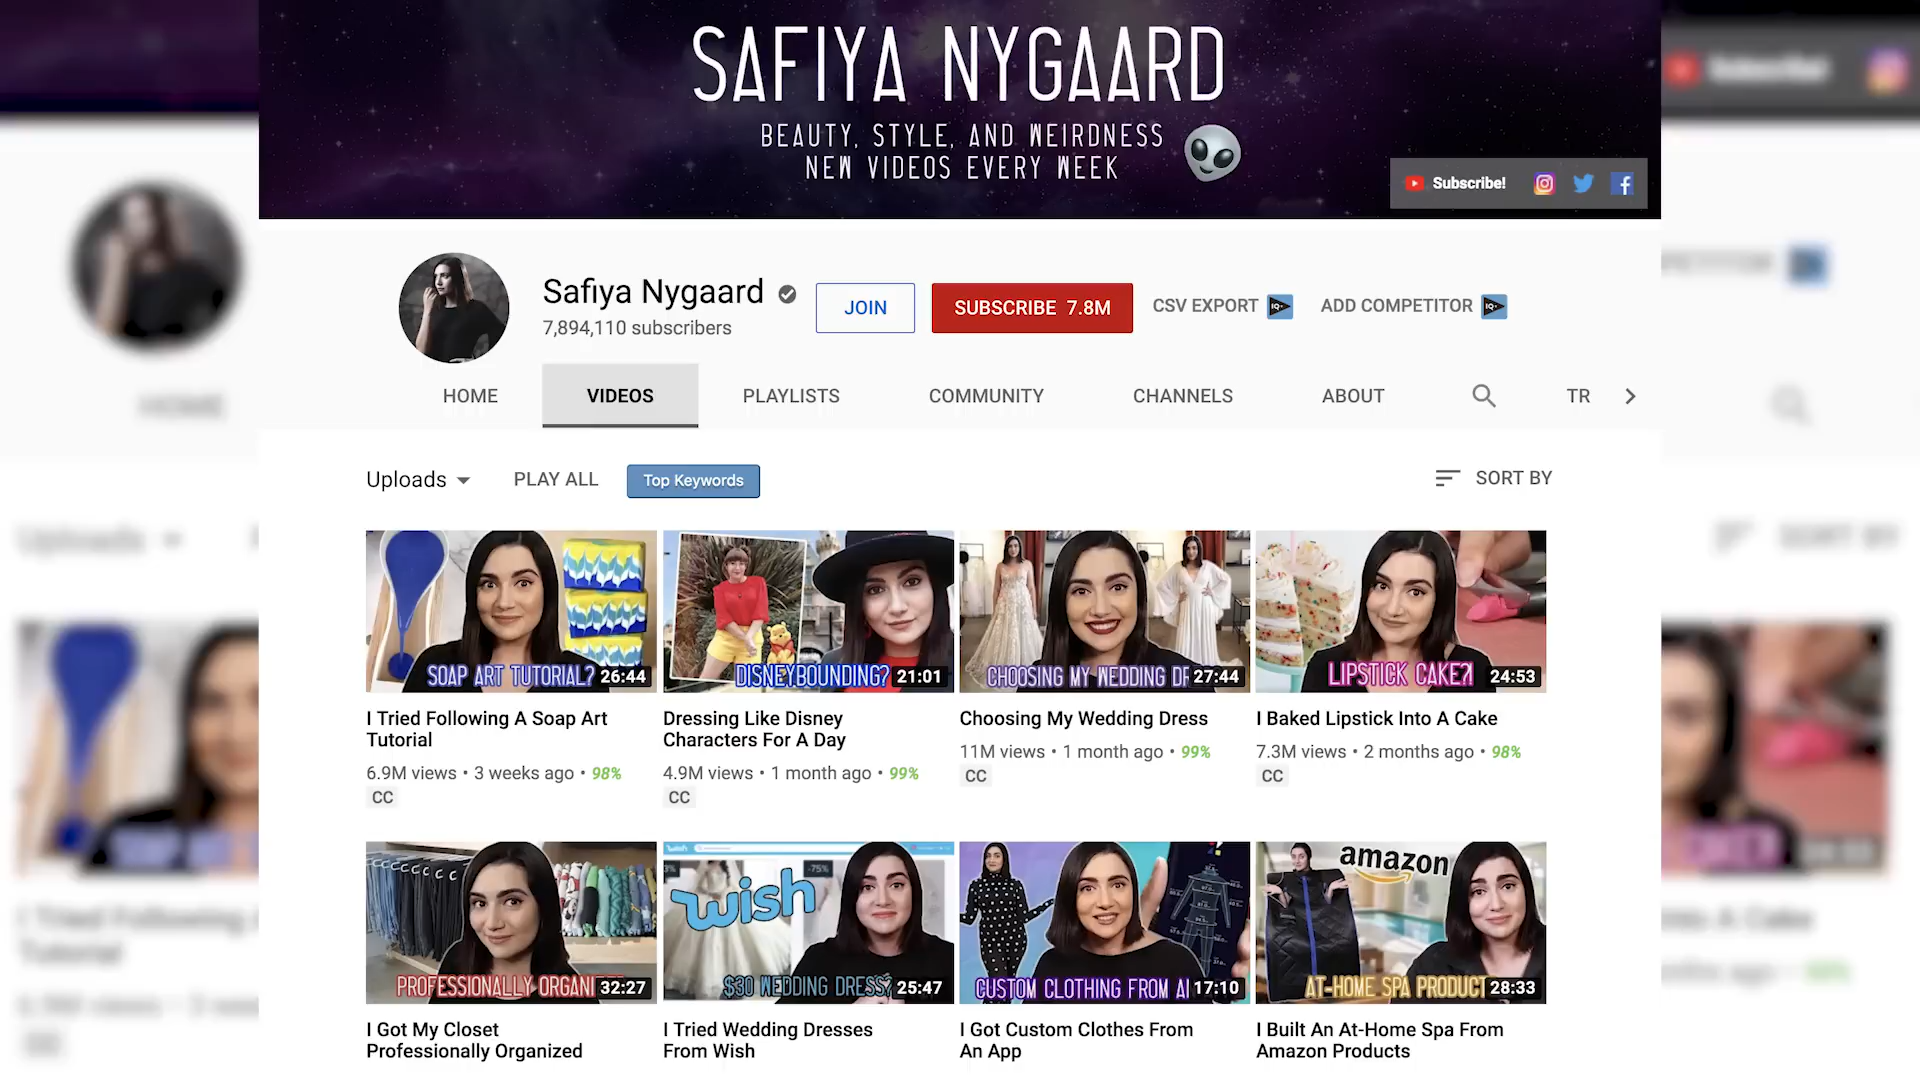 SAFIYA NYGAARD
BEAUTY, STYLE, AND WEIRDNESS
NEW VIDEOS EVERY WEEK
Subscribe!
Safiya Nygaard
7,894,110 subscribers
JOIN
SUBSCRIBE 7.8M
CSV EXPORT
ADD COMPETITOR
HOME
VIDEOS
PLAYLISTS
COMMUNITY
CHANNELS
ABOUT
TR
Uploads
PLAY ALL
Top Keywords
SORT BY
SOAP ART TUTORIAL? 26:44
DISNEYBOUNDING? 21:01
CHOOSING MY WEDDING DR 27:44
LIPSTICK CAKE?! 24:53
I Tried Following A Soap Art
Tutorial
6.9M views • 3 weeks ago • 98%
CC
Dressing Like Disney
Characters For A Day
4.9M views • 1 month ago • 99%
CC
Choosing My Wedding Dress
11M views • 1 month ago • 99%
CC
I Baked Lipstick Into A Cake
7.3M views • 2 months ago • 98%
CC
PROFESSIONALLY ORGANI 32:27
wish
-75%
$30 WEDDING DRESS? 25:47
CUSTOM CLOTHING FROM 17:10
amazon
AT-HOME SPA PRODUCT 28:33
I Got My Closet
Professionally Organized
I Tried Wedding Dresses
From Wish
I Got Custom Clothes From
An App
I Built An At-Home Spa From
Amazon Products